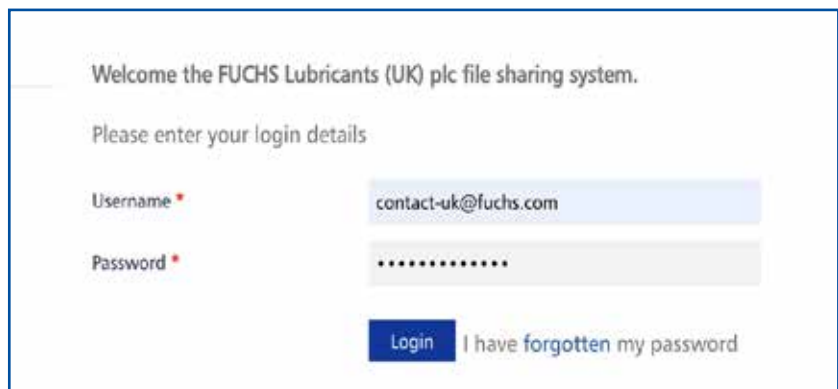 Welcome the FUCHS Lubricants (UK) plc file sharing system.
Please enter your login details
Username *
contact-uk@fuchs.com
Password *
•••••••••••••
Login I have forgotten my password